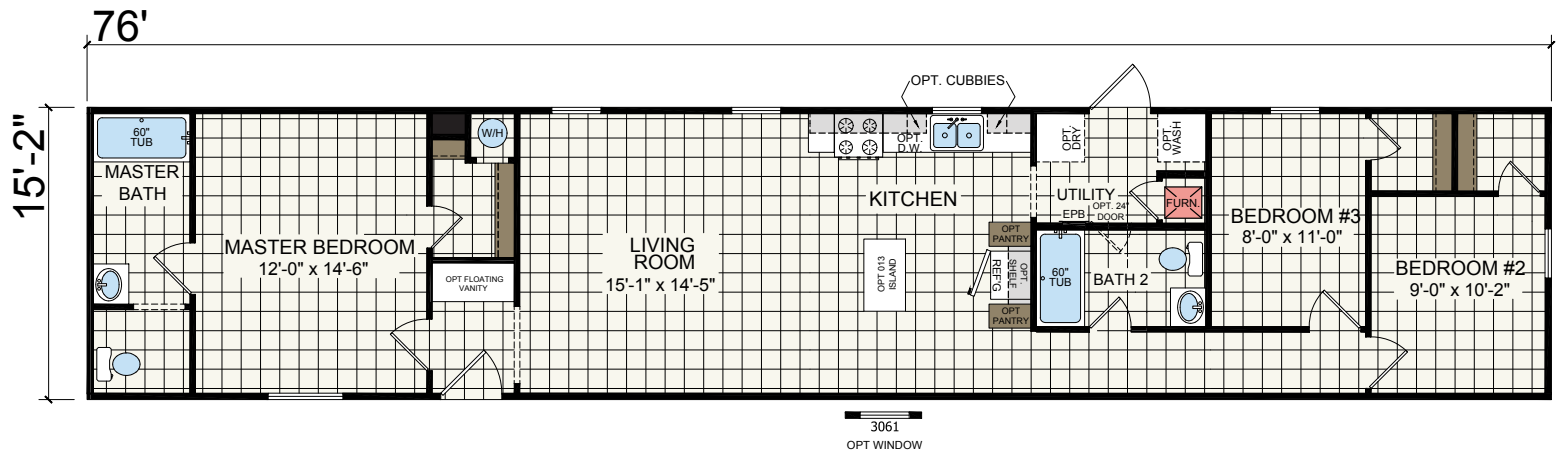 76'
15'-2"
OPT. CUBBIES
60"
TUB
MASTER
BATH
W/H
MASTER BEDROOM
12'-0" x 14'-6"
OPT FLOATING
VANITY
LIVING
ROOM
15'-1" x 14'-5"
OPT.
D.W.
KITCHEN
OPT 013
ISLAND
OPT
PANTRY
OPT.
SHELF
REF'G
OPT
PANTRY
OPT.
DRY
OPT.
WASH
UTILITY
FURN.
EPB
OPT. 24"
DOOR
60"
TUB
BATH 2
BEDROOM #3
8'-0" x 11'-0"
BEDROOM #2
9'-0" x 10'-2"
3061
OPT WINDOW